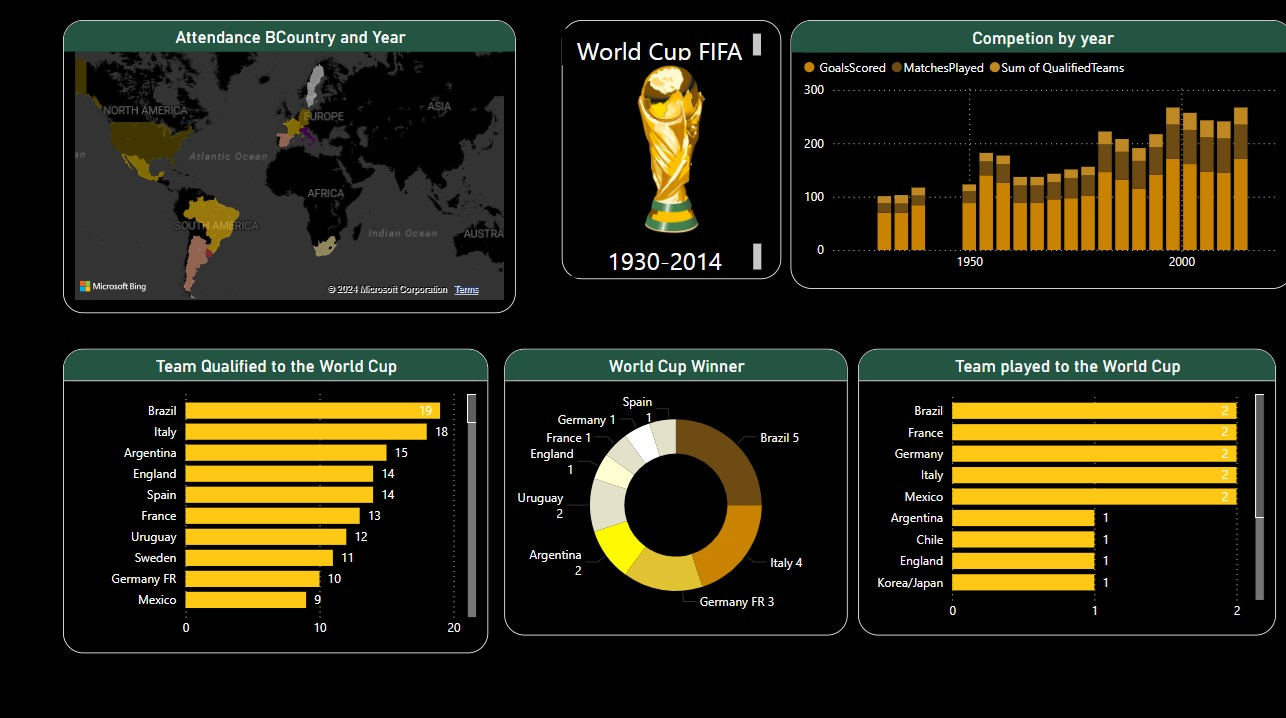 Attendance BCountry and Year
NORTH AMERICA
EUROPE
ASIA
Atlantic Ocean
AFRICA
SOUTH AMERICA
Indian Ocean
AUSTRA
an
Microsoft Bing
© 2024 Microsoft Corporation Terms
World Cup FIFA
1930-2014
Competion by year
GoalsScored MatchesPlayed Sum of QualifiedTeams
300
200
100
0
1950 2000
Team Qualified to the World Cup
Brazil 19
Italy 18
Argentina 15
England 14
Spain 14
France 13
Uruguay 12
Sweden 11
Germany FR 10
Mexico 9
0 10 20
World Cup Winner
Spain
1
Germany 1
France 1
England
1
Uruguay
2
Argentina
2
Brazil 5
Italy 4
Germany FR 3
Team played to the World Cup
Brazil 2
France 2
Germany 2
Italy 2
Mexico 2
Argentina 1
Chile 1
England 1
Korea/Japan 1
0 1 2